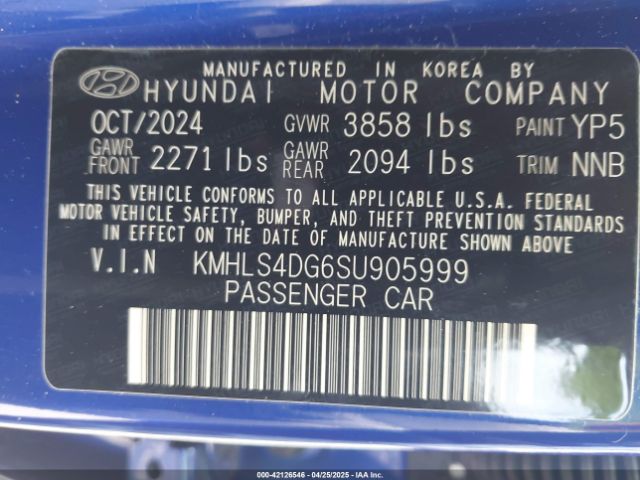 MANUFACTURED IN KOREA BY
HYUNDAI MOTOR COMPANY
OCT/2024 GVWR 3858 lbs PAINT YP5
GAWR FRONT 2271 lbs GAWR REAR 2094 lbs TRIM NNB
THIS VEHICLE CONFORMS TO ALL APPLICABLE U.S.A. FEDERAL
MOTOR VEHICLE SAFETY, BUMPER, AND THEFT PREVENTION STANDARDS
IN EFFECT ON THE DATE OF MANUFACTURE SHOWN ABOVE
V.I.N KMHLS4DG6SU905999
PASSENGER CAR
000-42126546 - 04/25/2025 - IAAI.COM